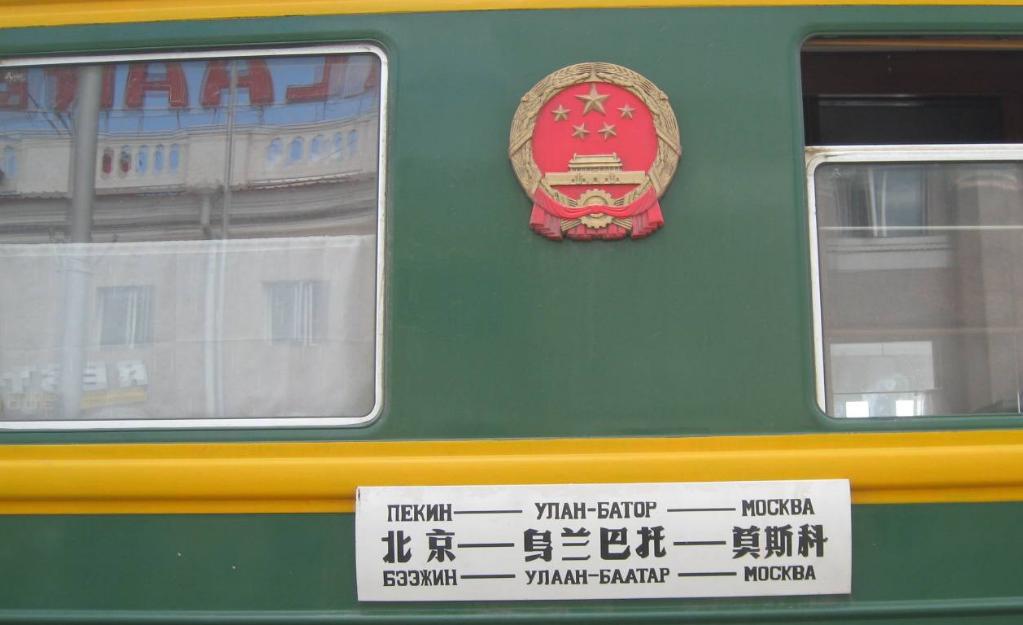 ПЕКИН — УЛАН-БАТОР — МОСКВА
北京 — 乌兰巴托 — 莫斯科
БЭЭЖИН — УЛААН-БААТАР — МОСКВА